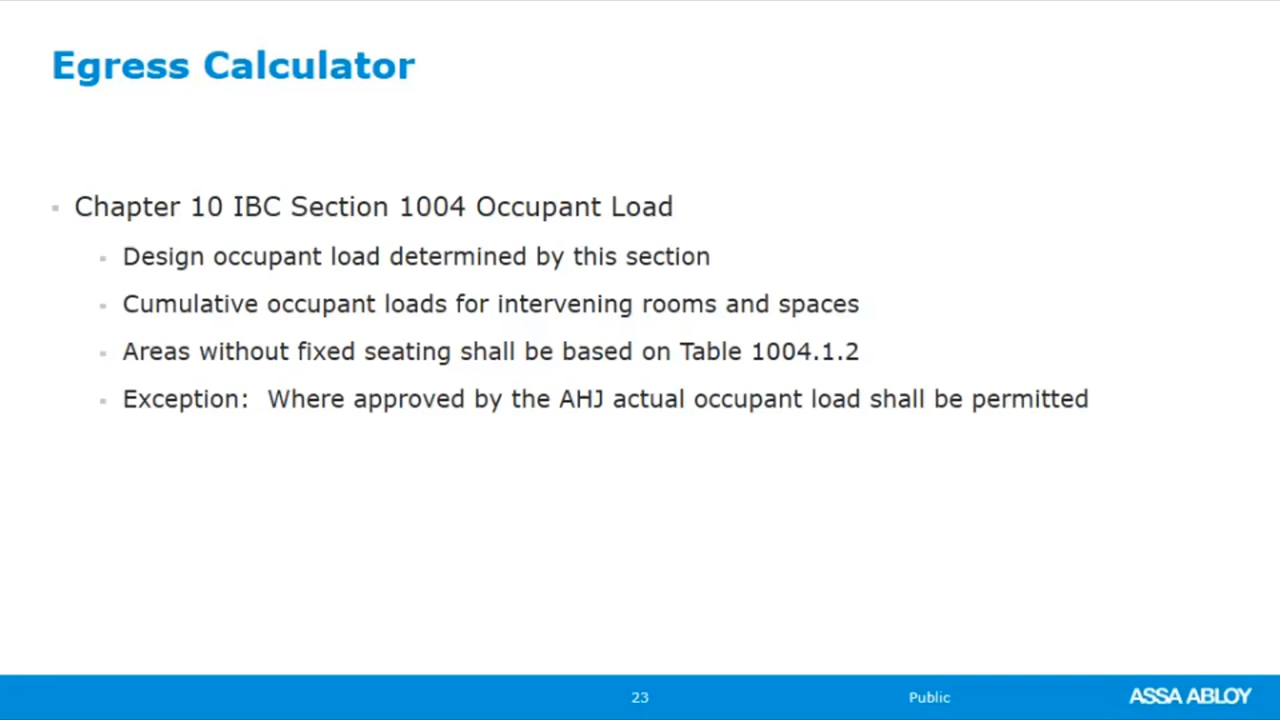 Egress Calculator
Chapter 10 IBC Section 1004 Occupant Load
Design occupant load determined by this section
Cumulative occupant loads for intervening rooms and spaces
Areas without fixed seating shall be based on Table 1004.1.2
Exception:  Where approved by the AHJ actual occupant load shall be permitted
23
Public
ASSA ABLOY